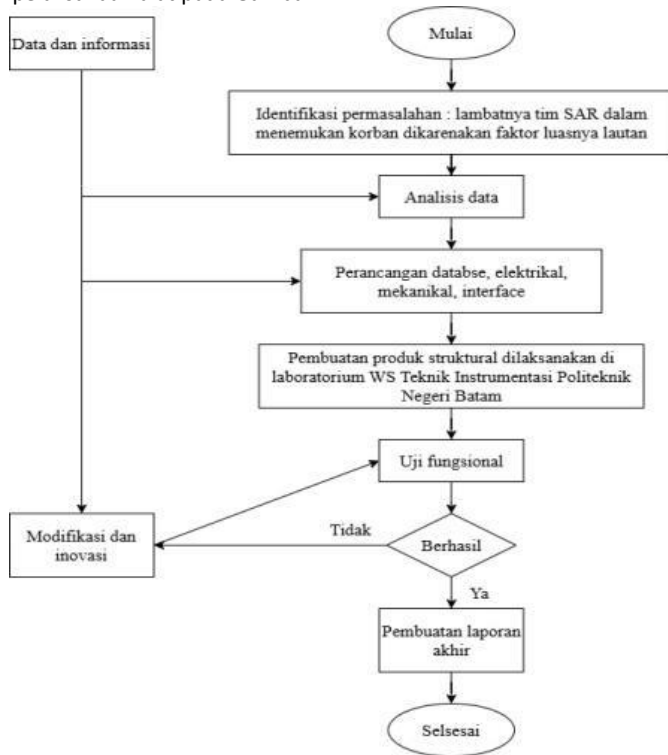 Data dan informasi
Mulai
Identifikasi permasalahan : lambatnya tim SAR dalam
menemukan korban dikarenakan faktor luasnya lautan
Analisis data
Perancangan databse, elektrikal,
mekanikal, interface
Pembuatan produk struktural dilaksanakan di
laboratorium WS Teknik Instrumentasi Politeknik
Negeri Batam
Uji fungsional
Modifikasi dan
inovasi
Tidak
Berhasil
Ya
Pembuatan laporan
akhir
Selsesai